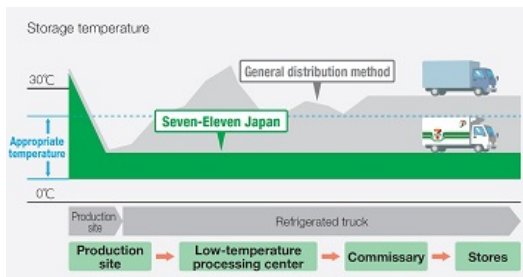 Storage temperature
30℃
General distribution method
Seven-Eleven Japan
Appropriate
temperature
0℃
Production
site
Refrigerated truck
Production
site
Low-temperature
processing center
Commissary
Stores